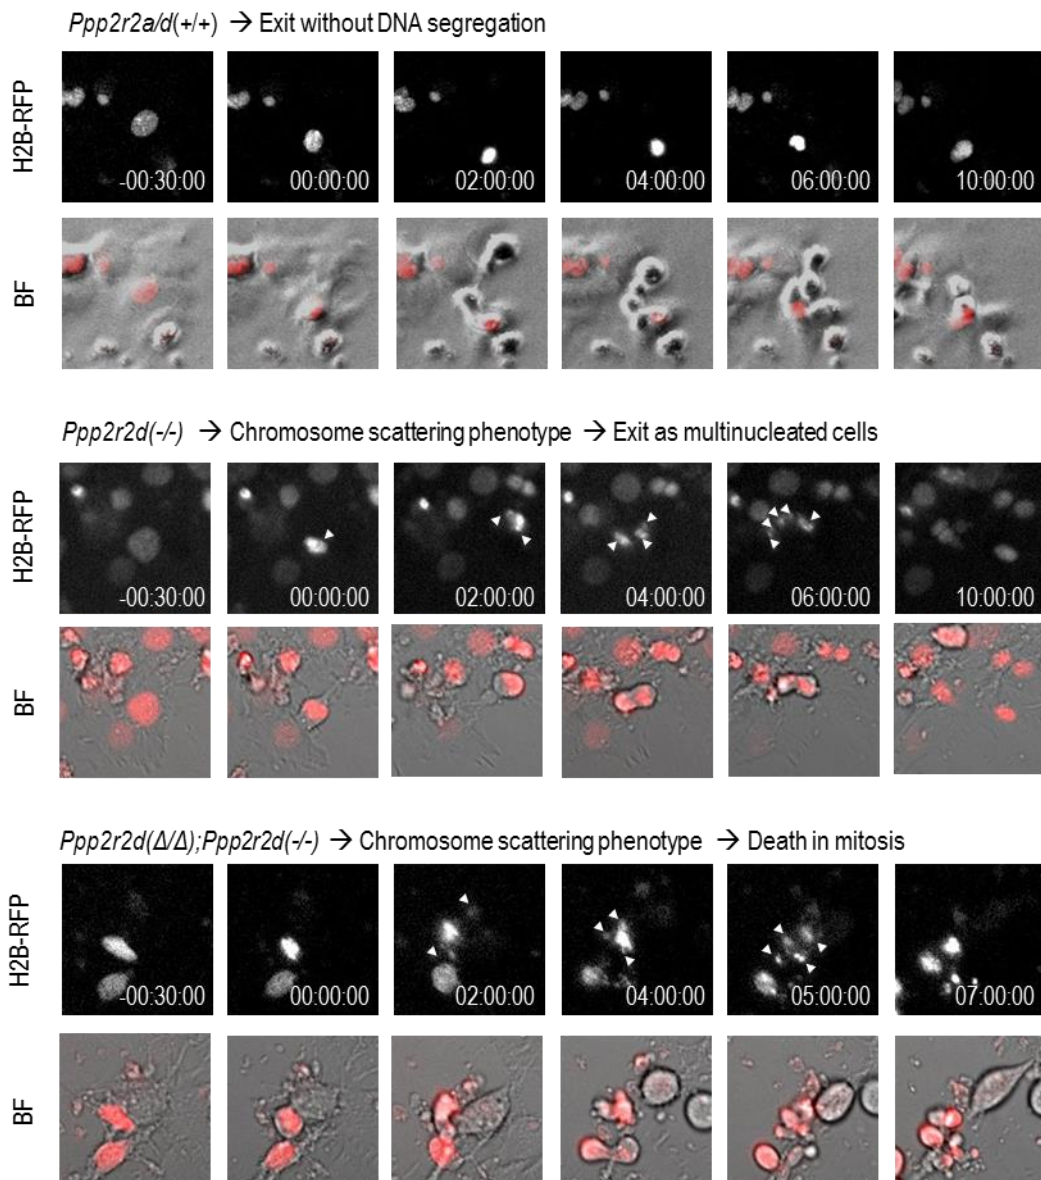 Ppp2r2a/d(+/+) → Exit without DNA segregation
H2B-RFP
-00:30:00 00:00:00 02:00:00 04:00:00 06:00:00 10:00:00
BF
Ppp2r2d(-/-) → Chromosome scattering phenotype → Exit as multinucleated cells
H2B-RFP
-00:30:00 00:00:00 02:00:00 04:00:00 06:00:00 10:00:00
BF
Ppp2r2d(Δ/Δ);Ppp2r2d(-/-) → Chromosome scattering phenotype → Death in mitosis
H2B-RFP
-00:30:00 00:00:00 02:00:00 04:00:00 05:00:00 07:00:00
BF